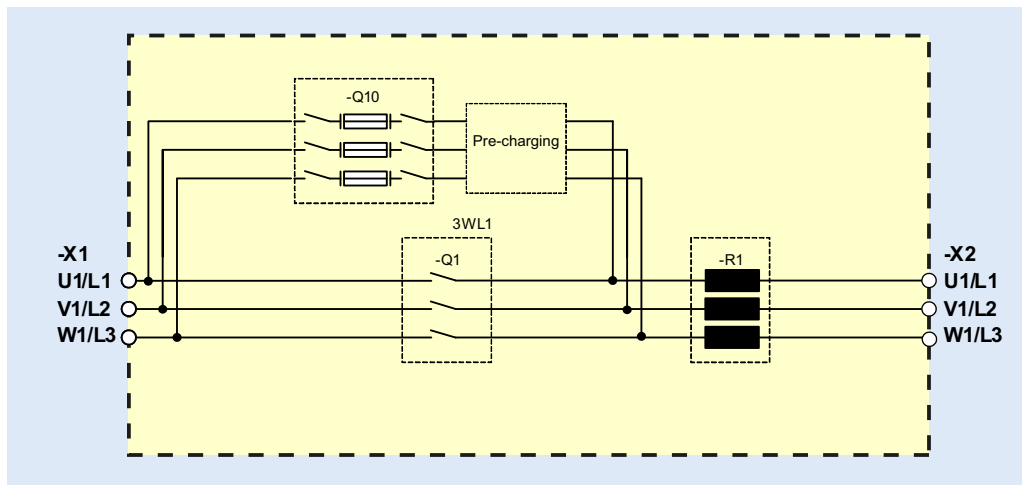 -Q10
Pre-charging
3WL1
-X1
-Q1
-R1
-X2
U1/L1
U1/L1
V1/L2
V1/L2
W1/L3
W1/L3